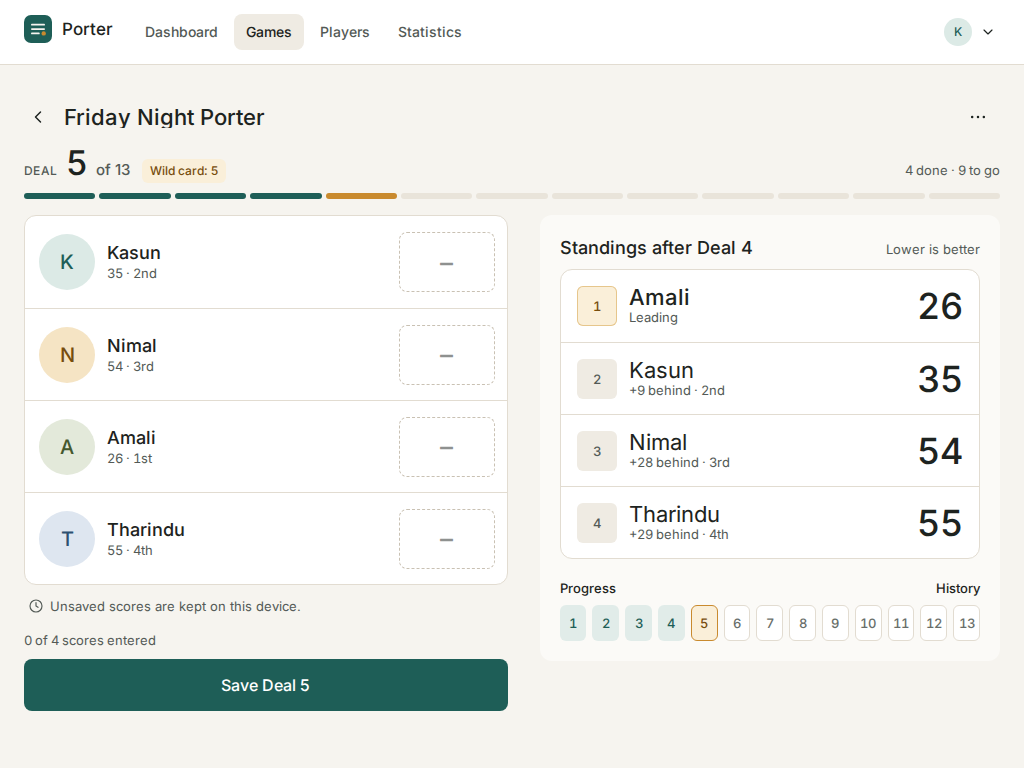 Porter
Dashboard
Games
Players
Statistics
K
Friday Night Porter
DEAL 5 of 13
Wild card: 5
4 done · 9 to go
K
Kasun
35 · 2nd
–
N
Nimal
54 · 3rd
–
A
Amali
26 · 1st
–
T
Tharindu
55 · 4th
–
Unsaved scores are kept on this device.
0 of 4 scores entered
Save Deal 5
Standings after Deal 4
Lower is better
1
Amali
Leading
26
2
Kasun
+9 behind · 2nd
35
3
Nimal
+28 behind · 3rd
54
4
Tharindu
+29 behind · 4th
55
Progress
History
1 2 3 4 5 6 7 8 9 10 11 12 13